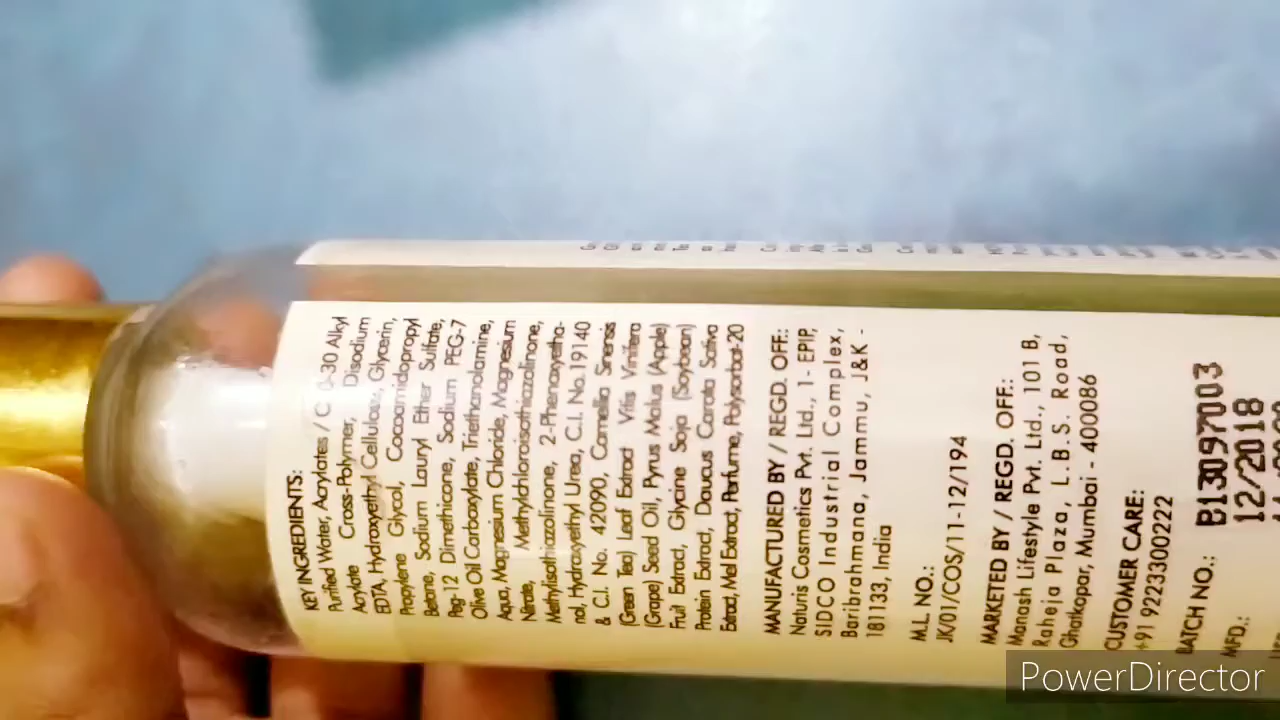 KEY INGREDIENTS:
Purified Water, Acrylates / C 0-30 Alkyl
Acrylate Cross-Polymer, Disodium
EDTA, Hydroxyethyl Cellulose, Glycerin,
Propylene Glycol, Cocoamidopropyl
Betane, Sodium Lauryl Ether Sulfate,
Peg-12 Dimethicone, Sodium PEG-7
Olive Oil Carboxylate, Triethanolamine,
Aqua, Magnesium Chloride, Magnesium
Nitrate, Methylchloroisothiazolinone,
Methylisothiazolinone, 2-Phenoxyetha-
nol, Hydroxyethyl Urea, C.I. No.19140
& C.I. No. 42090, Camelia Sinensis
(Green Tea) Leaf Extract Vitis Vinifera
(Grape) Seed Oil, Pyrus Malus (Apple)
Fruit Extract, Glycine Soja (Soybean)
Protein Extract, Daucus Carota Sativa
Extract, Mel Extract, Parfume, Polysorbat-20
MANUFACTURED BY / REGD. OFF.:
Naturis Cosmetics Pvt. Ltd., 1- EPIP,
SIDCO Industrial Complex,
Baribrahmana, Jammu, J&K -
181133, India
M.L. NO.:
JK/01/COS/11-12/194
MARKETED BY / REGD. OFF.:
Manash Lifestyle Pvt. Ltd., 101 B,
Raheja Plaza, L.B.S. Road,
Ghatkopar, Mumbai - 400086
CUSTOMER CARE:
+91 9223300222
BATCH NO.: B13097003
MFD.: 12/2018
PowerDirector